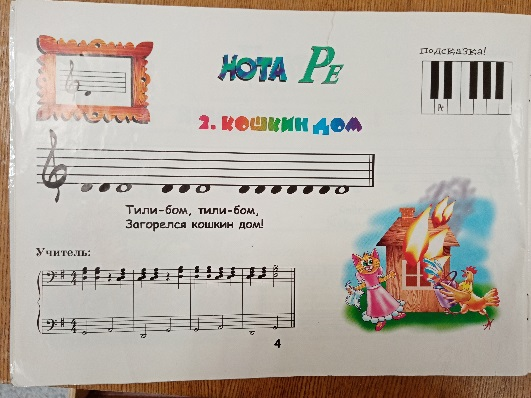 НОТА РЕ
Подсказка!
2. КОШКИН ДОМ
Тили-бом, тили-бом,
Загорелся кошкин дом!
Учитель:
4